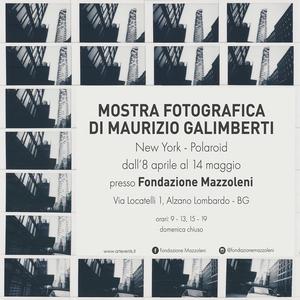 MOSTRA FOTOGRAFICA
DI MAURIZIO GALIMBERTI
New York - Polaroid
dall'8 aprile al 14 maggio
presso Fondazione Mazzoleni
Via Locatelli 1, Alzano Lombardo - BG
orari: 9 - 13, 15 - 19
domenica chiuso
www.artevents.it
Fondazione Mazzoleni
@fondazionemazzoleni